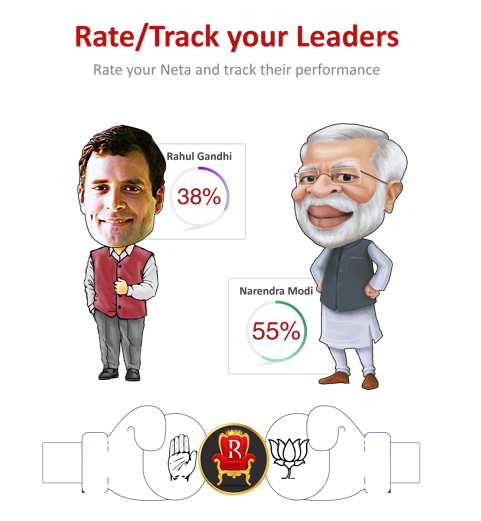 Rate/Track your Leaders
Rate your Neta and track their performance
Rahul Gandhi
38%
Narendra Modi
55%
R